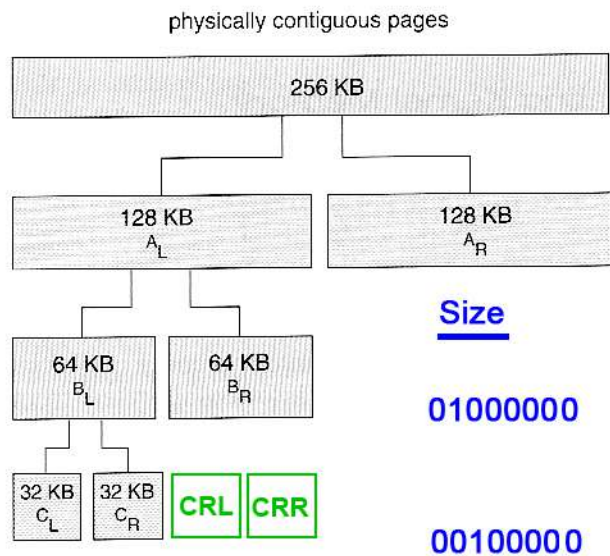 physically contiguous pages
256 KB
128 KB 128 KB
A_L A_R
Size
64 KB 64 KB
B_L B_R
01000000
32 KB 32 KB CRL CRR
C_L C_R
00100000